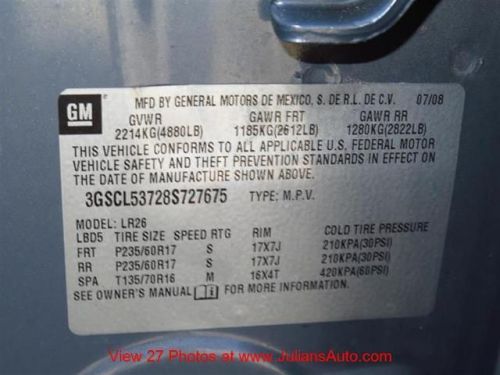 GM
MFD BY GENERAL MOTORS DE MEXICO, S. DE R.L. DE C.V. 07/08
GVWR GAWR FRT GAWR RR
2214KG(4880LB) 1185KG(2612LB) 1280KG(2822LB)
THIS VEHICLE CONFORMS TO ALL APPLICABLE U.S. FEDERAL MOTOR
VEHICLE SAFETY AND THEFT PREVENTION STANDARDS IN EFFECT ON
THE DATE OF MANUFACTURE SHOWN ABOVE.
3GSCL53728S727675 TYPE: M.P.V.
MODEL: LR26
LBD5 TIRE SIZE SPEED RTG RIM COLD TIRE PRESSURE
FRT P235/60R17 S 17X7J 210KPA(30PSI)
RR P235/60R17 S 17X7J 210KPA(30PSI)
SPA T135/70R16 M 16X4T 420KPA(60PSI)
SEE OWNER'S MANUAL FOR MORE INFORMATION.
View 27 Photos at www.JuliansAuto.com